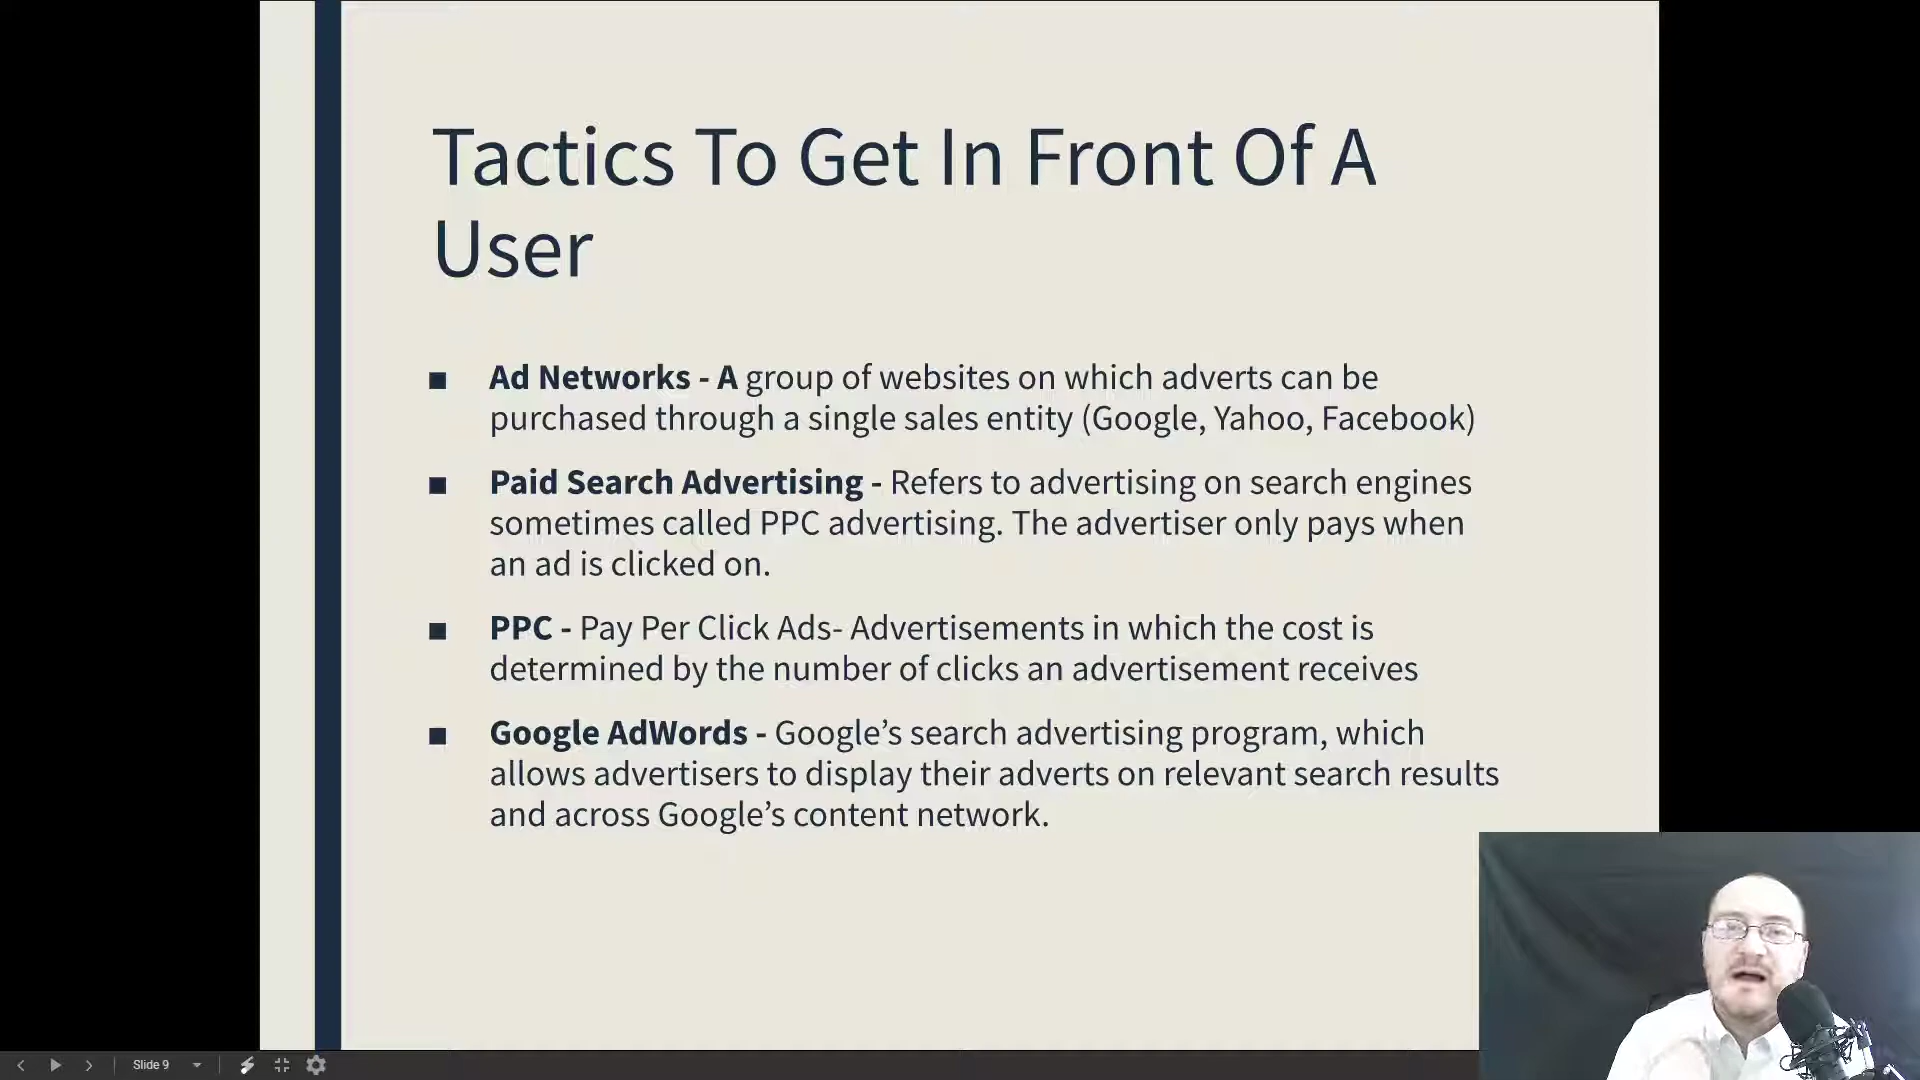 Tactics To Get In Front Of A
User
■ Ad Networks - A group of websites on which adverts can be
purchased through a single sales entity (Google, Yahoo, Facebook)
■ Paid Search Advertising - Refers to advertising on search engines
sometimes called PPC advertising. The advertiser only pays when
an ad is clicked on.
■ PPC - Pay Per Click Ads- Advertisements in which the cost is
determined by the number of clicks an advertisement receives
■ Google AdWords - Google’s search advertising program, which
allows advertisers to display their adverts on relevant search results
and across Google’s content network.
Slide 9